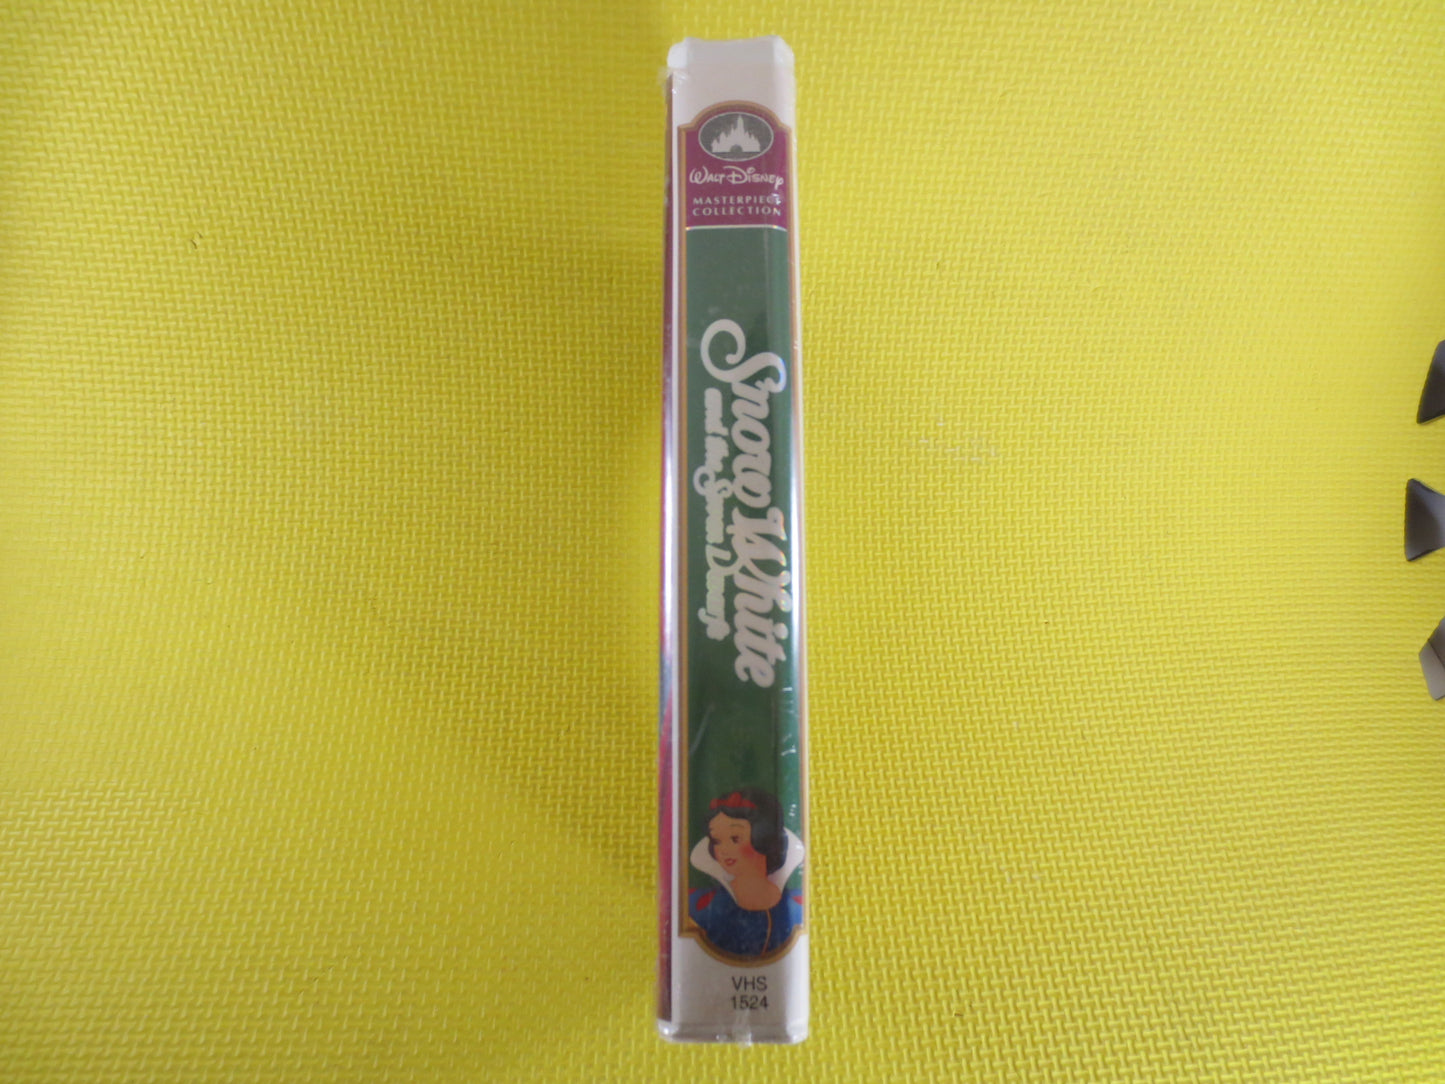 WALT DISNEY
MASTERPIECE
COLLECTION
Snow White
and the Seven Dwarfs
VHS
1524